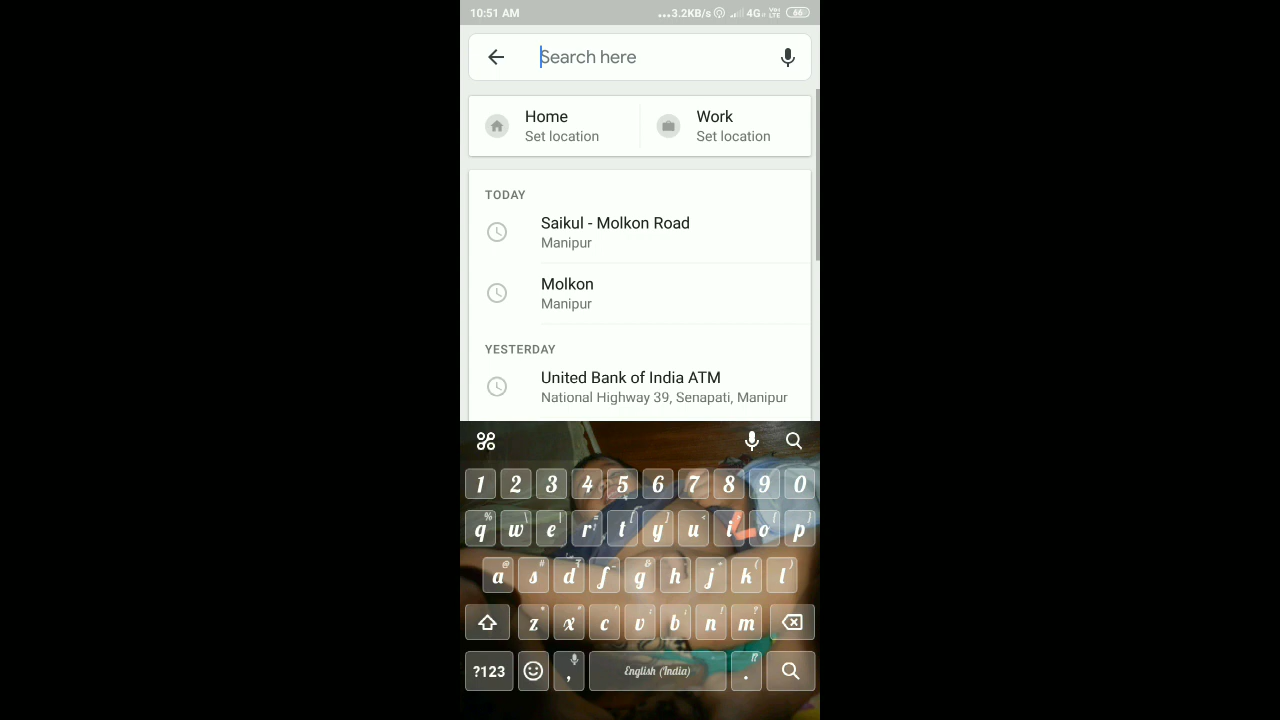 10:51 AM ...3.2KB/s 4G VoLTE 66
Search here
Home Work
Set location Set location
TODAY
Saikul - Molkon Road
Manipur
Molkon
Manipur
YESTERDAY
United Bank of India ATM
National Highway 39, Senapati, Manipur
1 2 3 4 5 6 7 8 9 0
q w e r t y u i o p
a s d f g h j k l
z x c v b n m
?123 , English (India) .